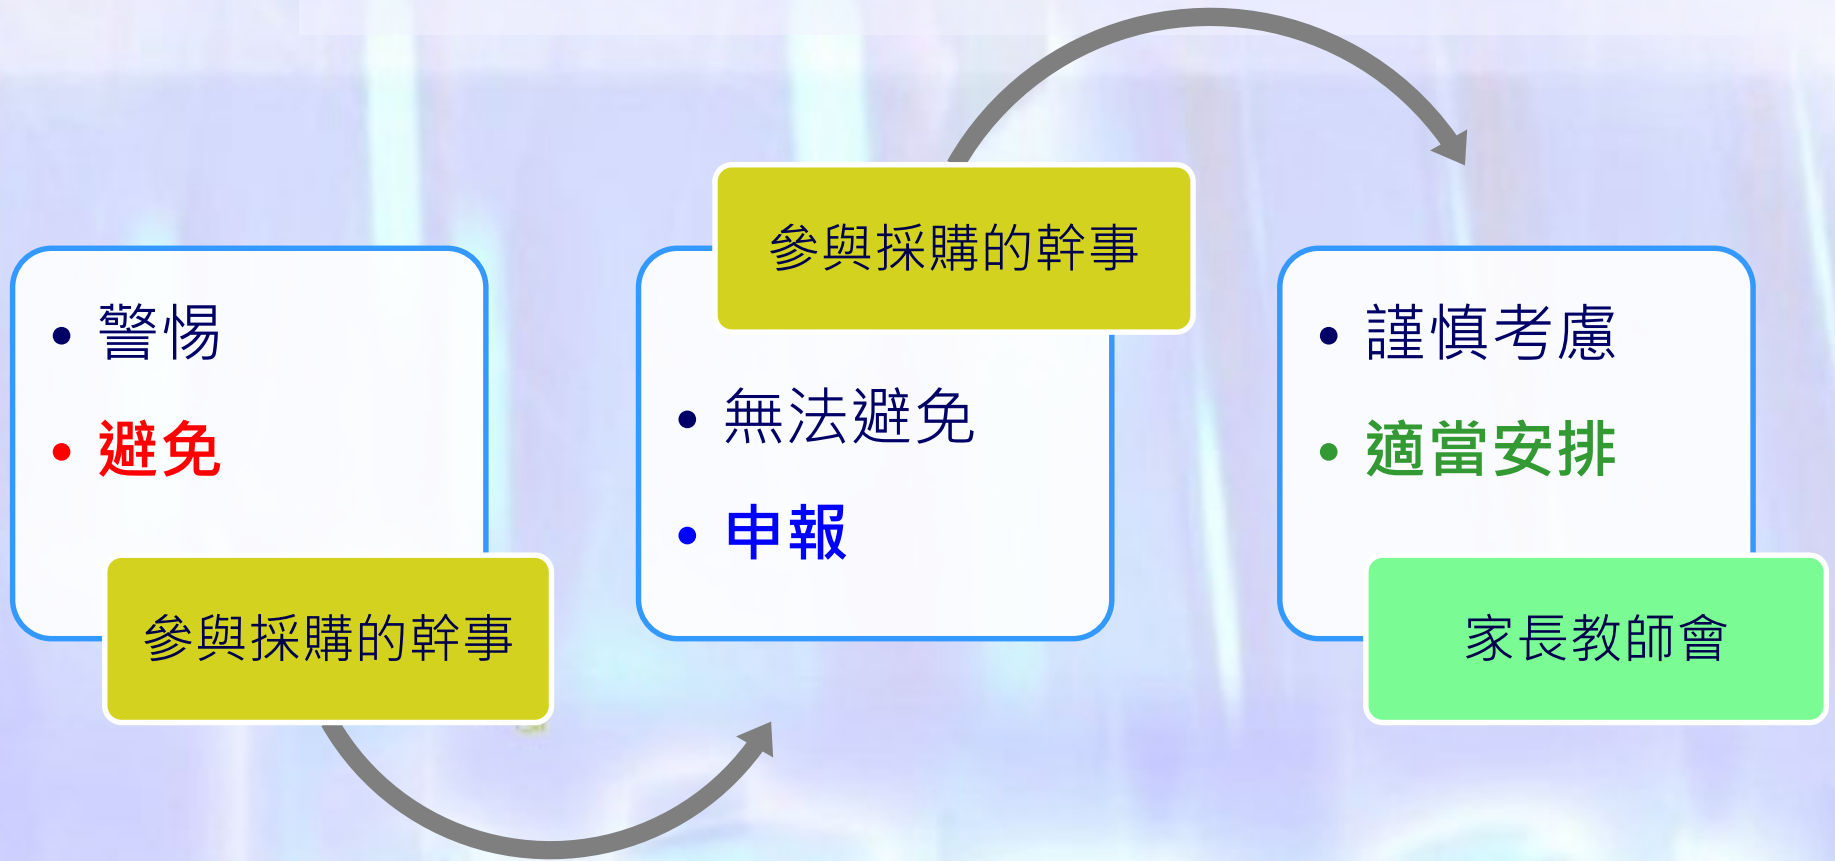 • 警惕
• 避免
參與採購的幹事
參與採購的幹事
• 無法避免
• 申報
• 謹慎考慮
• 適當安排
家長教師會